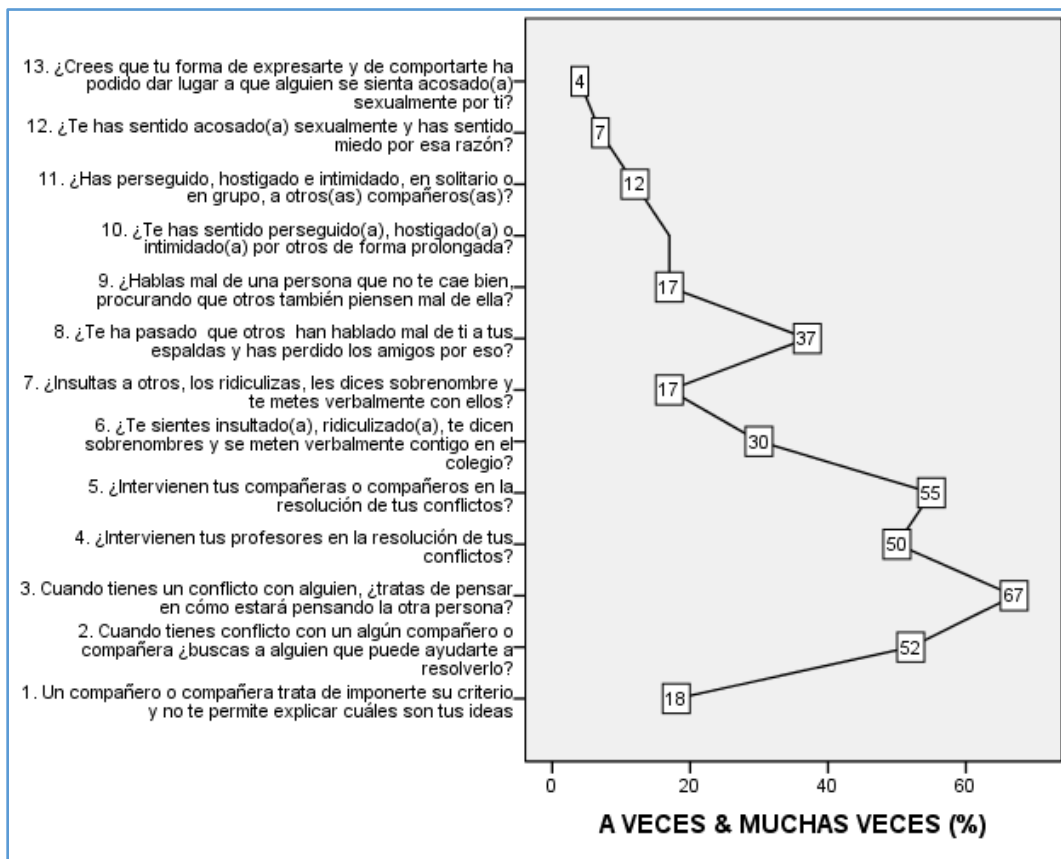 13. ¿Crees que tu forma de expresarte y de comportarte ha
podido dar lugar a que alguien se sienta acosado(a)
sexualmente por ti?
4
12. ¿Te has sentido acosado(a) sexualmente y has sentido
miedo por esa razón?
7
11. ¿Has perseguido, hostigado e intimidado, en solitario o
en grupo, a otros(as) compañeros(as)?
12
10. ¿Te has sentido perseguido(a), hostigado(a) o
intimidado(a) por otros de forma prolongada?
9. ¿Hablas mal de una persona que no te cae bien,
procurando que otros también piensen mal de ella?
17
8. ¿Te ha pasado que otros han hablado mal de ti a tus
espaldas y has perdido los amigos por eso?
37
7. ¿Insultas a otros, los ridiculizas, les dices sobrenombre y
te metes verbalmente con ellos?
17
6. ¿Te sientes insultado(a), ridiculizado(a), te dicen
sobrenombres y se meten verbalmente contigo en el
colegio?
30
5. ¿Intervienen tus compañeras o compañeros en la
resolución de tus conflictos?
55
4. ¿Intervienen tus profesores en la resolución de tus
conflictos?
50
3. Cuando tienes un conflicto con alguien, ¿tratas de pensar
en cómo estará pensando la otra persona?
67
2. Cuando tienes conflicto con un algún compañero o
compañera ¿buscas a alguien que puede ayudarte a
resolverlo?
52
1. Un compañero o compañera trata de imponerte su criterio
y no te permite explicar cuáles son tus ideas
18
0 20 40 60
A VECES & MUCHAS VECES (%)